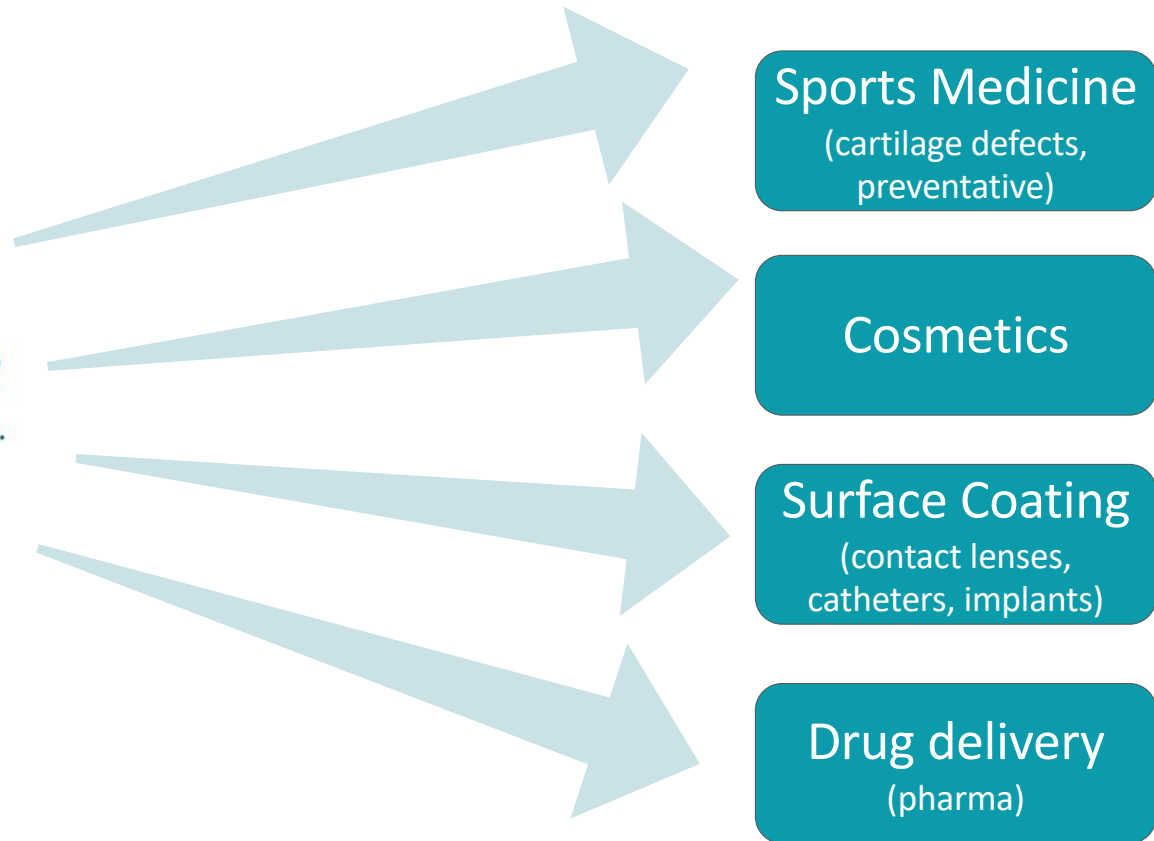 Sports Medicine
(cartilage defects,
preventative)
Cosmetics
Surface Coating
(contact lenses,
catheters, implants)
Drug delivery
(pharma)